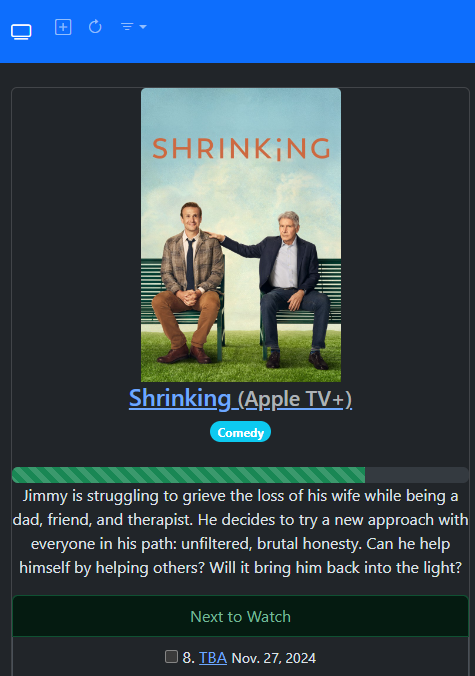 SHRINKiNG
Shrinking (Apple TV+)
Comedy
Jimmy is struggling to grieve the loss of his wife while being a
dad, friend, and therapist. He decides to try a new approach with
everyone in his path: unfiltered, brutal honesty. Can he help
himself by helping others? Will it bring him back into the light?
Next to Watch
8. TBA Nov. 27, 2024